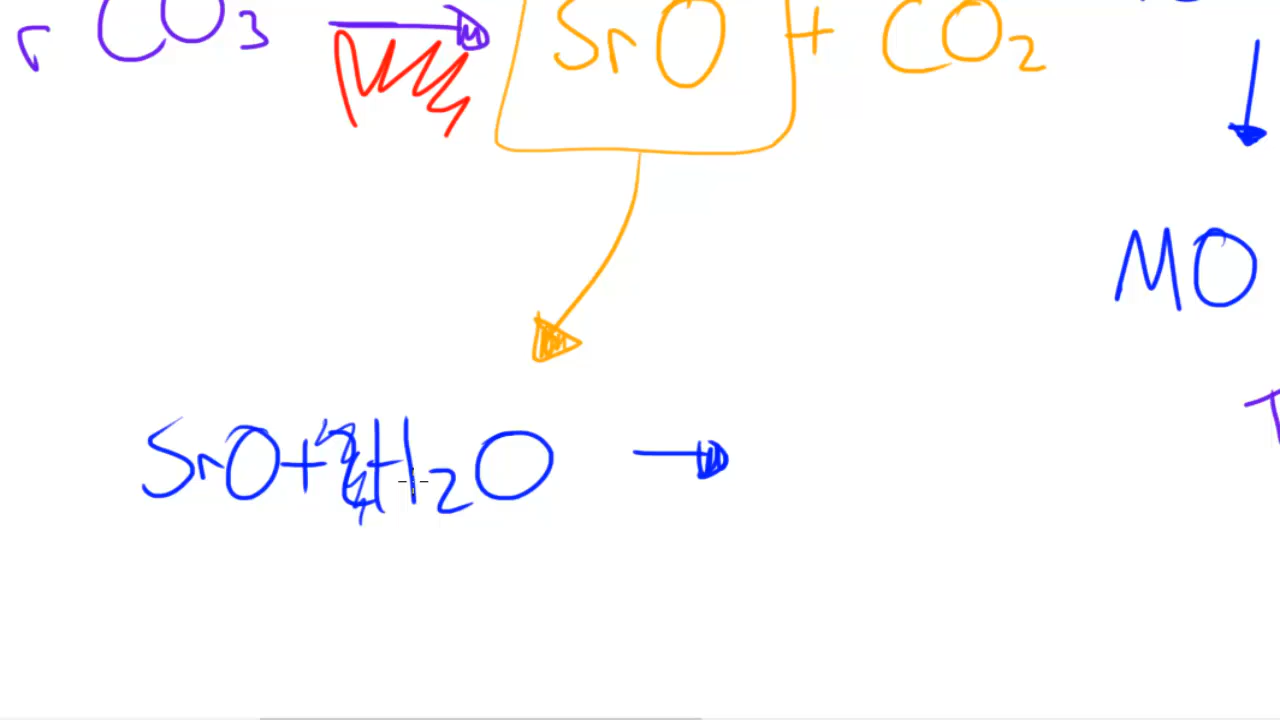 r CO3 → SrO + CO2
MO
SrO + H2O →